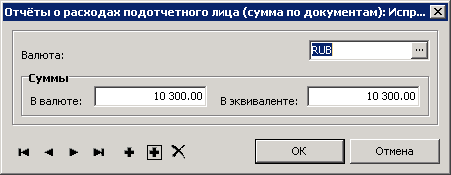 Отчёты о расходах подотчетного лица (сумма по документам): Испр...
Валюта: RUB ...
Суммы
В валюте: 10 300.00 В эквиваленте: 10 300.00
OK Отмена